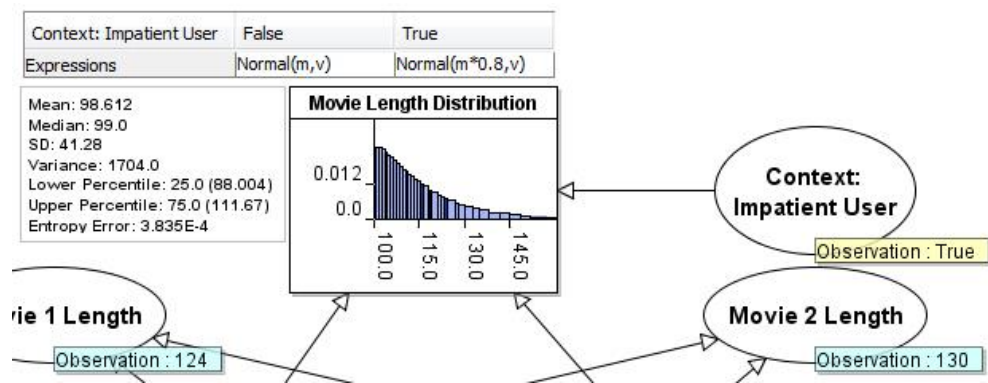 Context: Impatient User False True
Expressions Normal(m,v) Normal(m*0.8,v)
Mean: 98.612
Median: 99.0
SD: 41.28
Variance: 1704.0
Lower Percentile: 25.0 (88.004)
Upper Percentile: 75.0 (111.67)
Entropy Error: 3.835E-4
Movie Length Distribution
0.012
0.0
100.0 115.0 130.0 145.0
Context:
Impatient User
Observation : True
vie 1 Length
Observation : 124
Movie 2 Length
Observation : 130